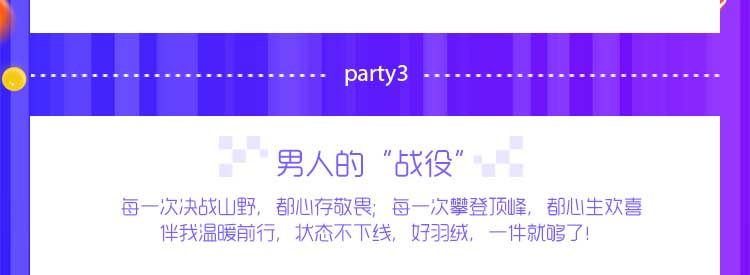 party3
男人的“战役”
每一次决战山野，都心存敬畏；每一次攀登顶峰，都心生欢喜
伴我温暖前行，状态不下线，好羽绒，一件就够了!